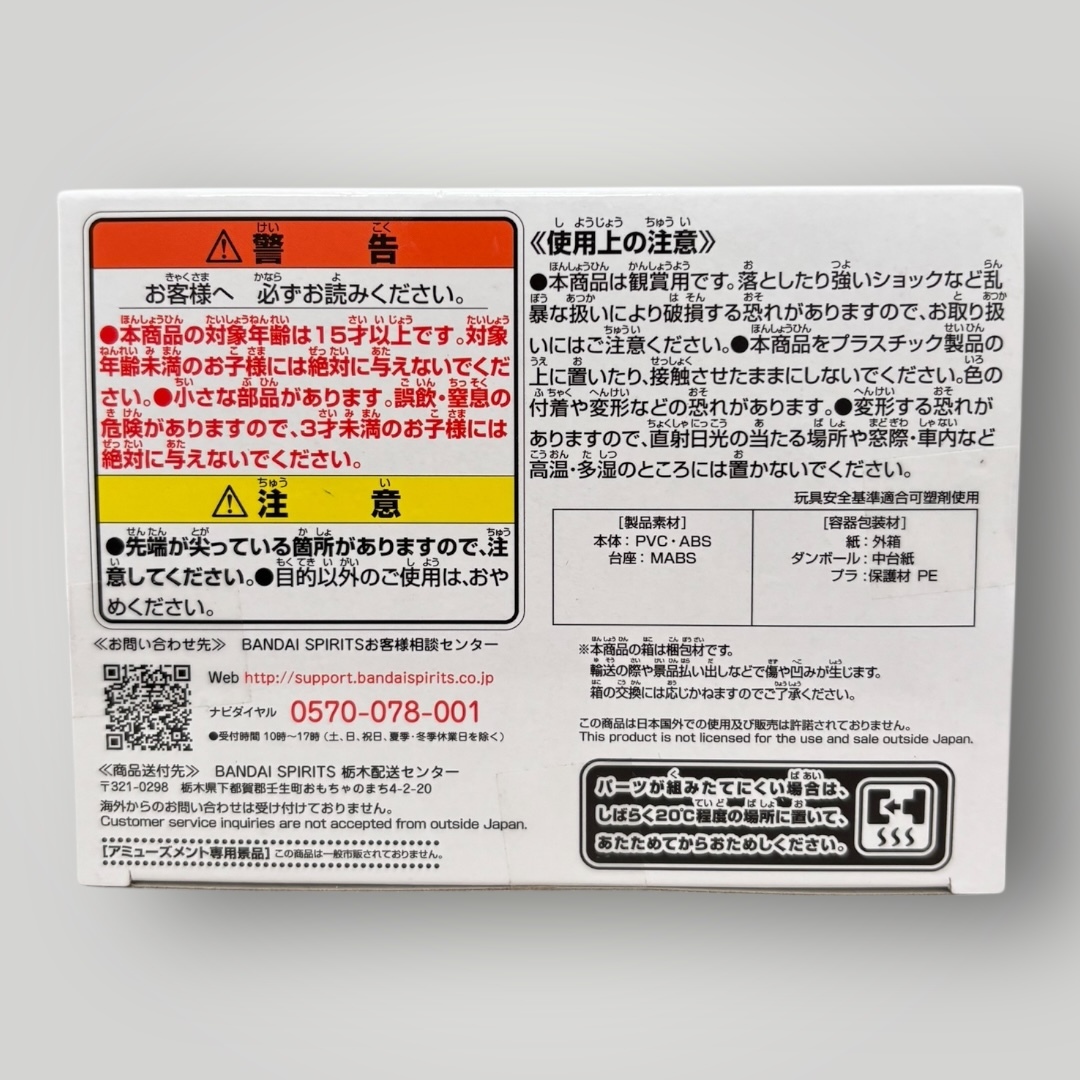 ⚠警告
お客様へ 必ずお読みください。
●本商品の対象年齢は15才以上です。対象
年齢未満のお子様には絶対に与えないでくだ
さい。●小さな部品があります。誤飲・窒息の
危険がありますので、3才未満のお子様には
絶対に与えないでください。
⚠注意
●先端が尖っている箇所がありますので、注
意してください。●目的以外のご使用は、おや
めください。
≪お問い合わせ先≫ BANDAI SPIRITSお客様相談センター
Web http://support.bandaispirits.co.jp
ナビダイヤル 0570-078-001
●受付時間 10時～17時(土、日、祝日、夏季・冬季休業日を除く)
≪商品送付先≫ BANDAI SPIRITS 栃木配送センター
〒321-0298 栃木県下都賀郡壬生町おもちゃのまち4-2-20
海外からのお問い合わせは受け付けておりません。
Customer service inquiries are not accepted from outside Japan.
[アミューズメント専用景品] この商品は一般市販されておりません。
≪使用上の注意≫
●本商品は観賞用です。落としたり強いショックなど乱
暴な扱いにより破損する恐れがありますので、お取り扱
いにはご注意ください。●本商品をプラスチック製品の
上に置いたり、接触させたままにしないでください。色の
付着や変形などの恐れがあります。●変形する恐れが
ありますので、直射日光の当たる場所や窓際・車内など
高温・多湿のところには置かないでください。
玩具安全基準適合可塑剤使用
[製品素材]
本体：PVC・ABS
台座：MABS
[容器包装材]
紙：外箱
ダンボール：中台紙
プラ：保護材 PE
※本商品の箱は梱包材です。
輸送の際や景品払い出しなどで傷や凹みが生じます。
箱の交換には応じかねますのでご了承ください。
この商品は日本国外での使用及び販売は許諾されておりません。
This product is not licensed for the use and sale outside Japan.
パーツが組みたてにくい場合は、
しばらく20℃程度の場所に置いて、
あたためてからおためしください。